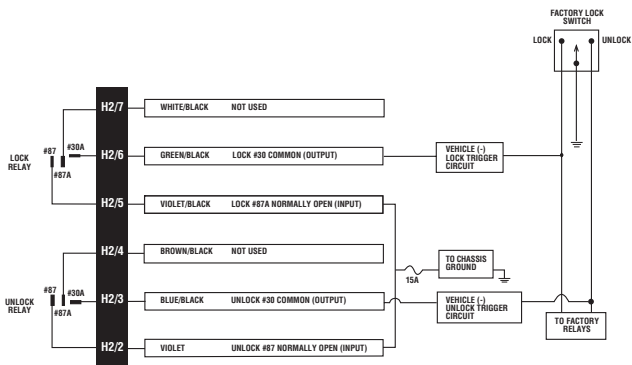 FACTORY LOCK
SWITCH
LOCK
UNLOCK
H2/7
WHITE/BLACK NOT USED
#87
#30A
#87A
LOCK
RELAY
H2/6
GREEN/BLACK LOCK #30 COMMON (OUTPUT)
VEHICLE (-)
LOCK TRIGGER
CIRCUIT
H2/5
VIOLET/BLACK LOCK #87A NORMALLY OPEN (INPUT)
H2/4
BROWN/BLACK NOT USED
TO CHASSIS
GROUND
15A
#87
#30A
#87A
UNLOCK
RELAY
H2/3
BLUE/BLACK UNLOCK #30 COMMON (OUTPUT)
VEHICLE (-)
UNLOCK TRIGGER
CIRCUIT
TO FACTORY
RELAYS
H2/2
VIOLET UNLOCK #87 NORMALLY OPEN (INPUT)